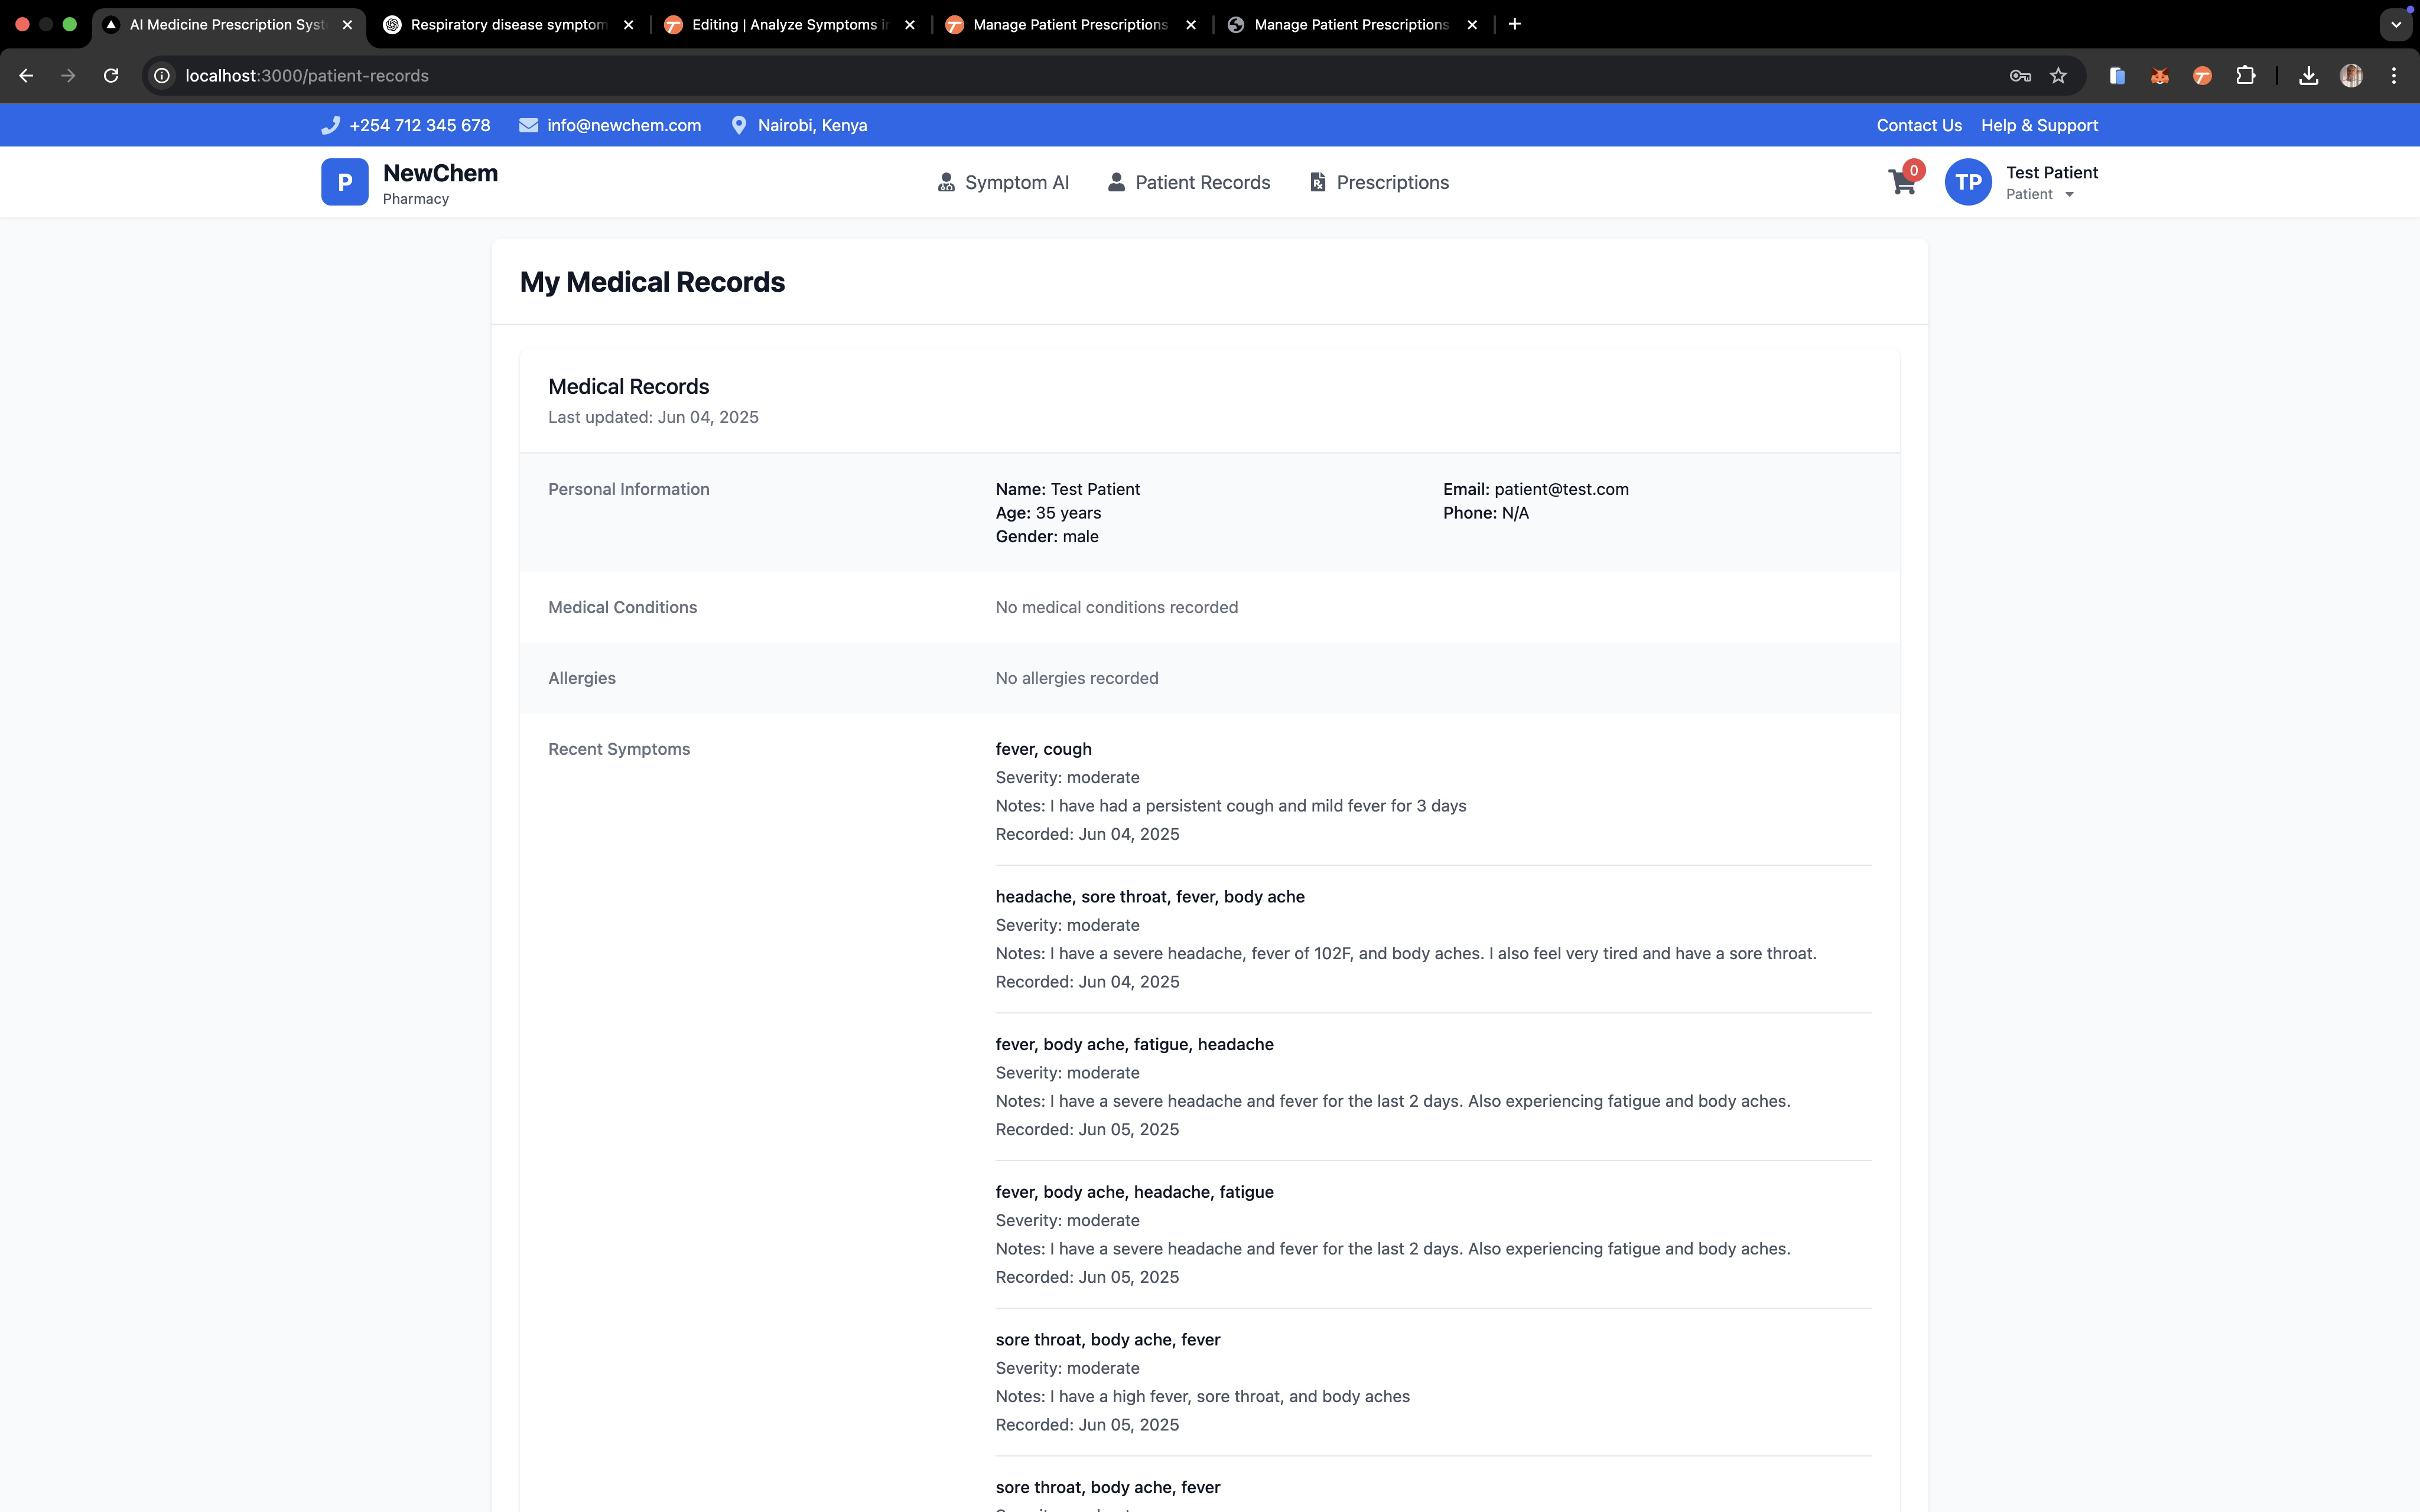 AI Medicine Prescription Syst
Respiratory disease symptom
Editing | Analyze Symptoms i
Manage Patient Prescriptions
Manage Patient Prescriptions
localhost:3000/patient-records
+254 712 345 678
info@newchem.com
Nairobi, Kenya
Contact Us
Help & Support
P
NewChem
Pharmacy
Symptom AI
Patient Records
Prescriptions
0
TP
Test Patient
Patient
My Medical Records
Medical Records
Last updated: Jun 04, 2025
Personal Information
Name: Test Patient
Age: 35 years
Gender: male
Email: patient@test.com
Phone: N/A
Medical Conditions
No medical conditions recorded
Allergies
No allergies recorded
Recent Symptoms
fever, cough
Severity: moderate
Notes: I have had a persistent cough and mild fever for 3 days
Recorded: Jun 04, 2025
headache, sore throat, fever, body ache
Severity: moderate
Notes: I have a severe headache, fever of 102F, and body aches. I also feel very tired and have a sore throat.
Recorded: Jun 04, 2025
fever, body ache, fatigue, headache
Severity: moderate
Notes: I have a severe headache and fever for the last 2 days. Also experiencing fatigue and body aches.
Recorded: Jun 05, 2025
fever, body ache, headache, fatigue
Severity: moderate
Notes: I have a severe headache and fever for the last 2 days. Also experiencing fatigue and body aches.
Recorded: Jun 05, 2025
sore throat, body ache, fever
Severity: moderate
Notes: I have a high fever, sore throat, and body aches
Recorded: Jun 05, 2025
sore throat, body ache, fever